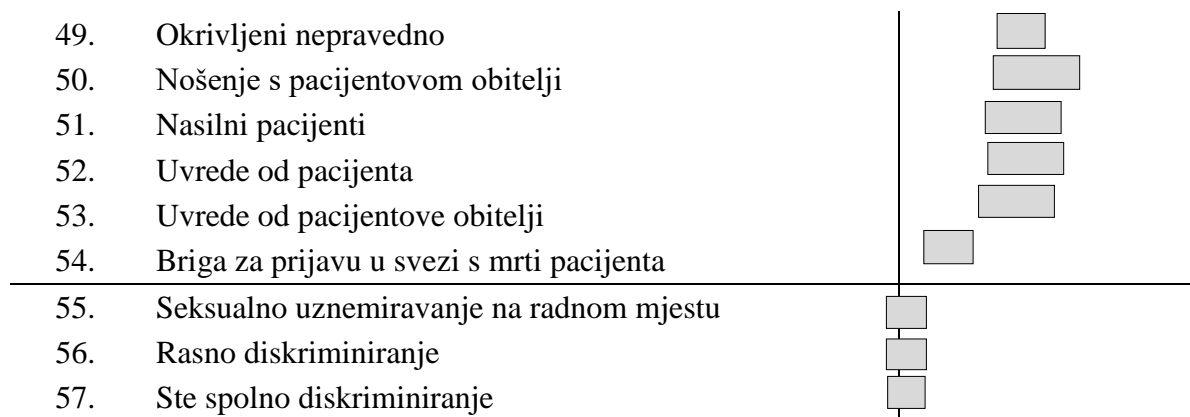 49. Okrivljeni nepravedno
50. Nošenje s pacijentovom obitelji
51. Nasilni pacijenti
52. Uvrede od pacijenta
53. Uvrede od pacijentove obitelji
54. Briga za prijavu u svezi s mrti pacijenta
55. Seksualno uznemiravanje na radnom mjestu
56. Rasno diskriminiranje
57. Ste spolno diskriminiranje